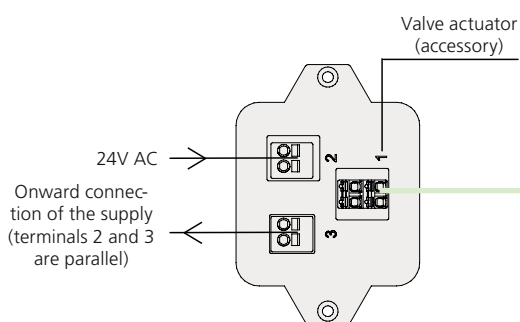 Valve actuator
(accessory)
24V AC
2
1
Onward connec-
tion of the supply
(terminals 2 and 3
are parallel)
3